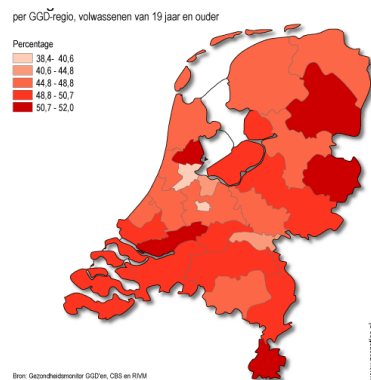 per GGD-regio, volwassenen van 19 jaar en ouder
Percentage
38,4- 40,6
40,6 - 44,8
44,8 - 48,8
48,8 - 50,7
50,7 - 52,0
Bron: Gezondheidsmonitor GGD'en, CBS en RIVM